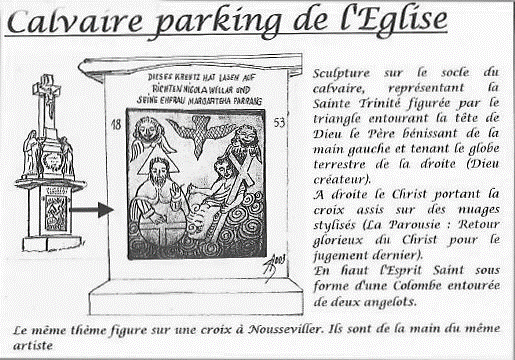 Calvaire parking de l'Eglise
DIESES KREUTZ HAT LASEN AUF
RICHTEN NICOLA WILLAR UND
SEINE EHFRAU MARGARTEHA PARRANG
18 53
Sculpture sur le socle du
calvaire, représentant la
Sainte Trinité figurée par le
triangle entourant la tête de
Dieu le Père bénissant de la
main gauche et tenant le globe
terrestre de la droite (Dieu
créateur).
A droite le Christ portant la
croix assis sur des nuages
stylisés (La Parousie : Retour
glorieux du Christ pour le
jugement dernier).
En haut l'Esprit Saint sous
forme d'une Colombe entourée
de deux angelots.
Le même thème figure sur une croix à Nousseviller. Ils sont de la main du même
artiste